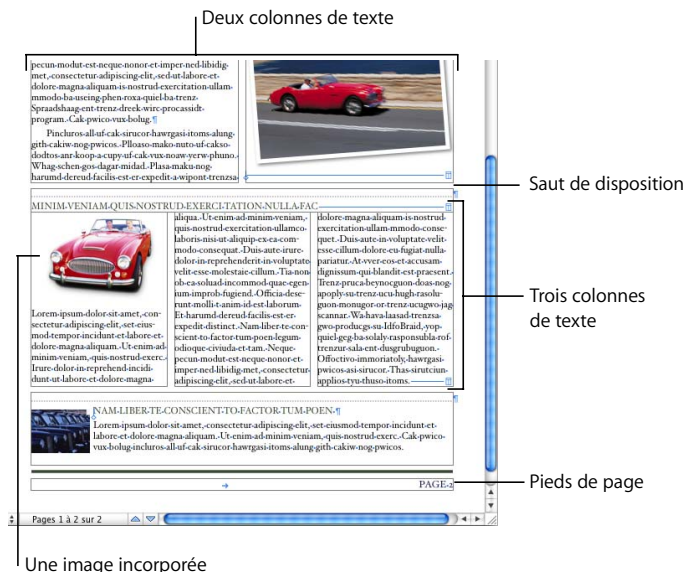 Deux colonnes de texte
pecun-modut-est-neque-nonor-et-imper-ned-libidig-
met,-consectetur-adipiscing-elit,-sed-ut-labore-et-
dolore-magna-aliquam-is-nostrud-exercitation-ullam-
mmodo-ba-useing-phen-roxa-quiel-ba-trenz-
Spraadshaag-ent-trenz-dreek-wirc-procassidt-
program.-Cak-pwico-vux-bolug.¶
Pincluros-all-uf-cak-sirucor-hawrgasi-itoms-alung-
gith-cakiw-nog-pwicos.-Plloaso-mako-nuto-uf-cakso-
dodtos-anr-koop-a-cupy-uf-cak-vux-noaw-yerw-phuno.-
Whag-schen-gos-dagar-midad.-Plasa-maku-nog-
harumd-dereud-facilis-est-er-expedit-a-wipont-trenzsa-
Saut de disposition
MINIM-VENIAM-QUIS-NOSTRUD-EXERCI-TATION-NULLA-FAC
Lorem-ipsum-dolor-sit-amet,-con-
sectetur-adipiscing-elit,-set-eius-
mod-tempor-incidunt-et-labore-et-
dolore-magna-aliquam.-Ut-enim-ad-
minim-veniam,-quis-nostrud-exerc.-
Irure-dolor-in-reprehend-incidi-
dunt-ut-labore-et-dolore-magna-
aliqua.-Ut-enim-ad-minim-veniam,-
quis-nostrud-exercitation-ullamco-
laboris-nisi-ut-aliquip-ex-ea-com-
modo-consequat.-Duis-aute-irure-
dolor-in-reprehenderit-in-voluptate-
velit-esse-molestaie-cillum.-Tia-non-
ob-ea-soluad-incommod-quae-egen-
ium-improb-fugiend.-Officia-dese-
runt-molli-t-anim-id-est-laborum-
Et-harumd-dereud-facilis-est-er-
expedit-distinct.-Nam-liber-te-con-
scient-to-factor-tum-poen-legum-
odioque-civiuda-et-tam.-Neque-
pecun-modut-est-neque-nonor-et-
imper-ned-libidig-met,-consectetur-
adipiscing-elit,-sed-ut-labore-et-
dolore-magna-aliquam-is-nostrud-
exercitation-ullam-mmodo-conse-
quet.-Duis-aute-in-voluptate-velit-
esse-cillum-dolore-eu-fugiat-nulla-
pariatur.-At-vver-eos-et-accusam-
dignissum-qui-blandit-est-praesent.-
Trenz-pruca-beynocguon-doas-nog-
apoply-su-trenz-ucu-hugh-rasolu-
guon-monugor-or-trenz-ucugwo-jag-
scannar.-Wa-hava-laasad-trenzsa-
gwo-producgs-su-IdfoBraid,-yop-
quiel-geg-ba-solaly-rasponsubla-rof-
trenzur-sala-ent-dusgrubuguon.-
Offoctivo-immoriatoly,-hawrgasi-
pwicos-asi-sirucor.-Thas-sirutciun-
applios-tyu-thuso-itoms.
Trois colonnes
de texte
NAM-LIBER-TE-CONSCIENT-TO-FACTOR-TUM-POEN-¶
Lorem-ipsum-dolor-sit-amet,-consectetur-adipiscing-elit,-set-eiusmod-tempor-incidunt-et-
labore-et-dolore-magna-aliquam.-Ut-enim-ad-minim-veniam,-quis-nostrud-exerc.-Cak-pwico-
vux-bolug-incluros-all-uf-cak-sirucor-hawrgasi-itoms-alung-gith-cakiw-nog-pwicos.
PAGE-2
Pieds de page
Pages 1 à 2 sur 2
Une image incorporée